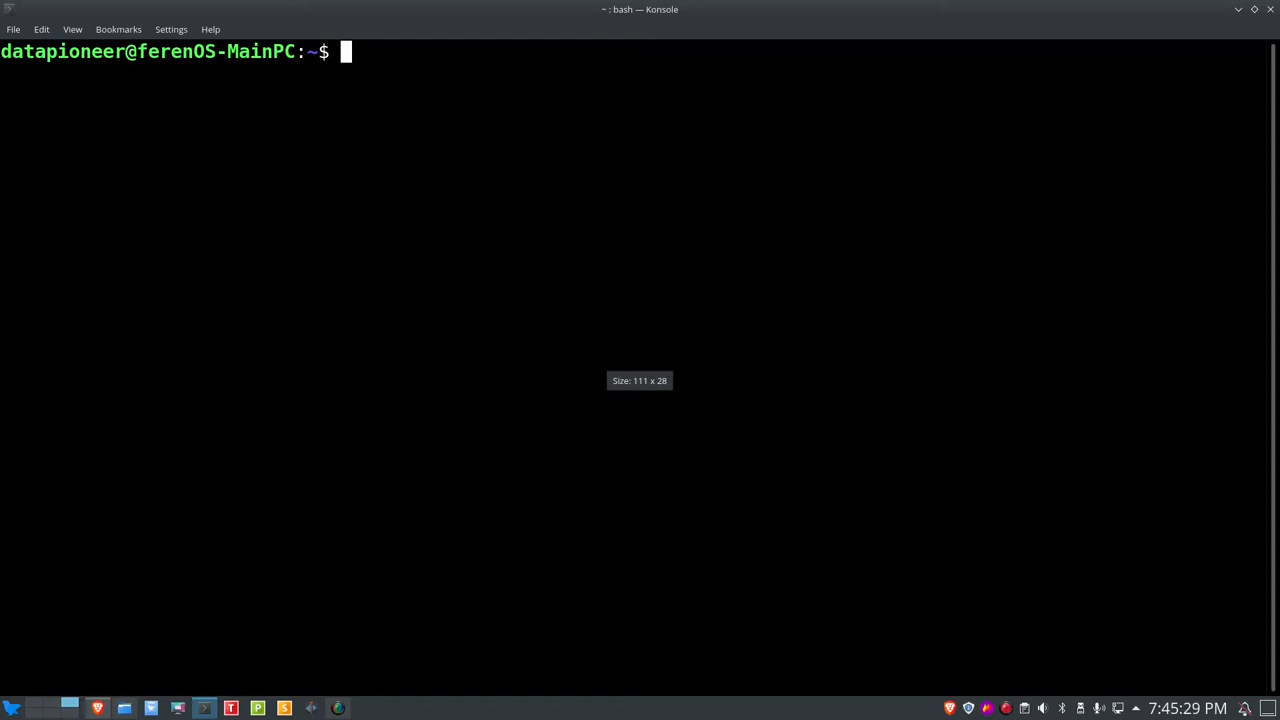 ~ : bash — Konsole
File Edit View Bookmarks Settings Help
datapioneer@ferenOS-MainPC:~$
Size: 111 x 28
T P S 7:45:29 PM